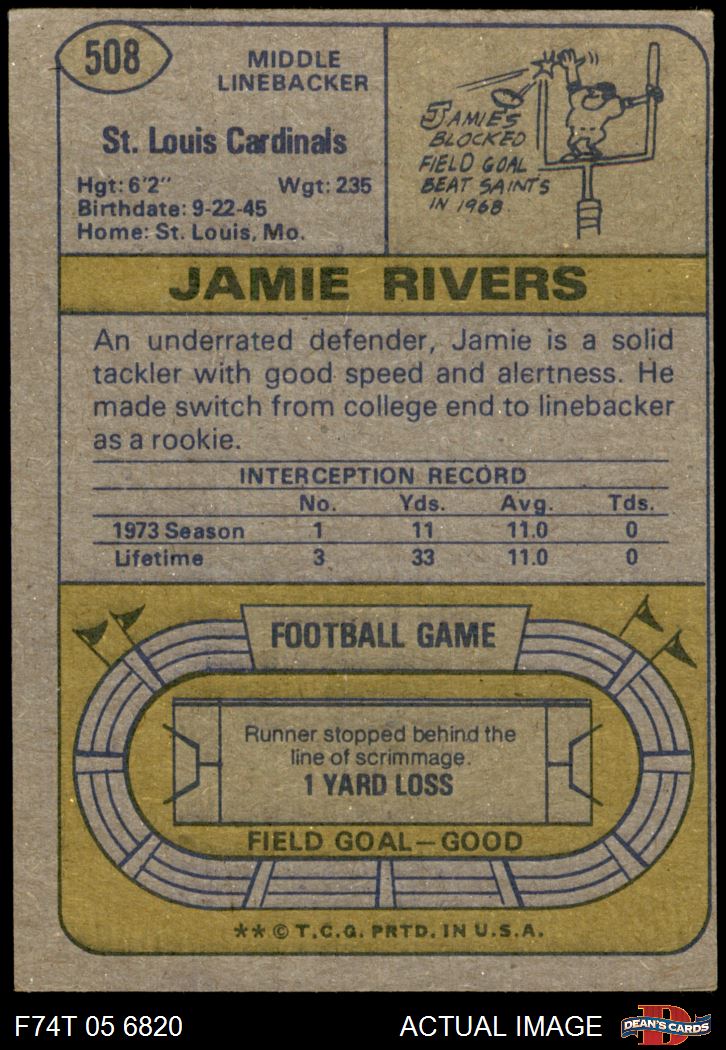 508
MIDDLE
LINEBACKER
St. Louis Cardinals
Hgt: 6'2" Wgt: 235
Birthdate: 9-22-45
Home: St. Louis, Mo.
JAMIE'S
BLOCKED
FIELD GOAL
BEAT SAINTS
IN 1968.
JAMIE RIVERS
An underrated defender, Jamie is a solid
tackler with good speed and alertness. He
made switch from college end to linebacker
as a rookie.
INTERCEPTION RECORD
No. Yds. Avg. Tds.
1973 Season 1 11 11.0 0
Lifetime 3 33 11.0 0
FOOTBALL GAME
Runner stopped behind the
line of scrimmage.
1 YARD LOSS
FIELD GOAL—GOOD
** © T.C.G. PRTD. IN U.S.A.
F74T 05 6820 ACTUAL IMAGE
D
DEAN'S CARDS